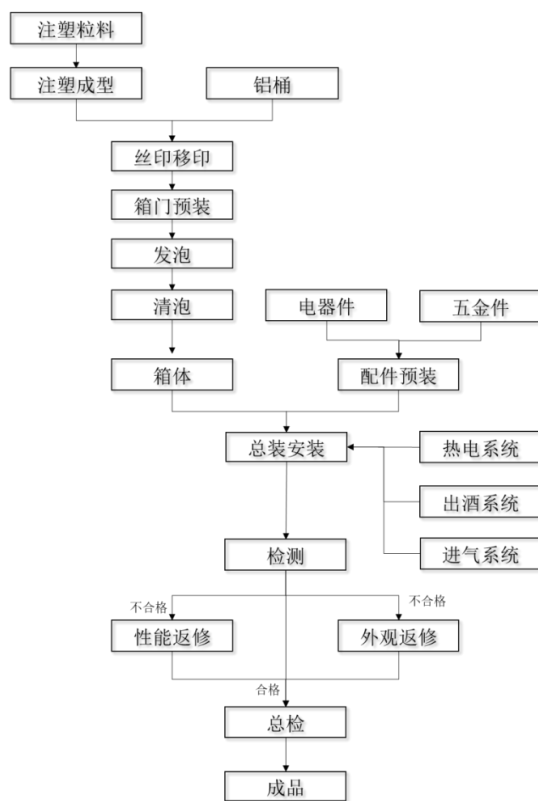 注塑粒料
注塑成型
铝桶
丝印移印
箱门预装
发泡
清泡
电器件
五金件
箱体
配件预装
总装安装
热电系统
出酒系统
进气系统
检测
不合格
不合格
性能返修
外观返修
合格
总检
成品